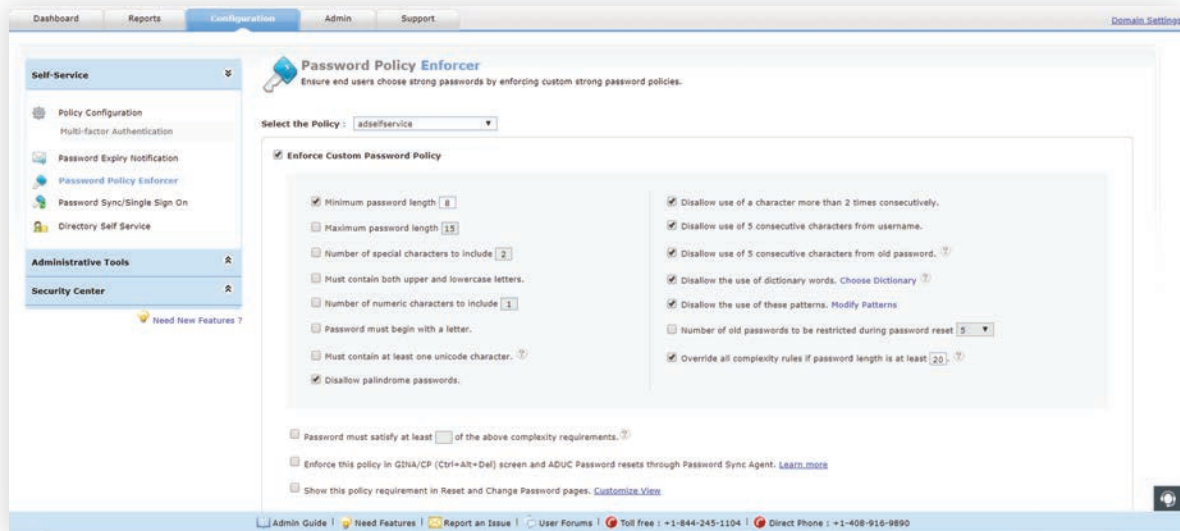 Dashboard Reports Configuration Admin Support
Domain Settings
Self-Service
Policy Configuration
Multi-factor Authentication
Password Expiry Notification
Password Policy Enforcer
Password Sync/Single Sign On
Directory Self Service
Administrative Tools
Security Center
Need New Features ?
Password Policy Enforcer
Ensure end users choose strong passwords by enforcing custom strong password policies.
Select the Policy : adselfservice
Enforce Custom Password Policy
Minimum password length 8
Maximum password length 15
Number of special characters to include 2
Must contain both upper and lowercase letters.
Number of numeric characters to include 1
Password must begin with a letter.
Must contain at least one unicode character. ?
Disallow palindrome passwords.
Disallow use of a character more than 2 times consecutively.
Disallow use of 5 consecutive characters from username.
Disallow use of 5 consecutive characters from old password. ?
Disallow the use of dictionary words. Choose Dictionary ?
Disallow the use of these patterns. Modify Patterns
Number of old passwords to be restricted during password reset 5
Override all complexity rules if password length is at least 20 . ?
Password must satisfy at least of the above complexity requirements. ?
Enforce this policy in GINA/CP (Ctrl+Alt+Del) screen and ADUC Password resets through Password Sync Agent. Learn more
Show this policy requirement in Reset and Change Password pages. Customize View
Admin Guide | Need Features | Report an Issue | User Forums | Toll free : +1-844-245-1104 | Direct Phone : +1-408-916-9890